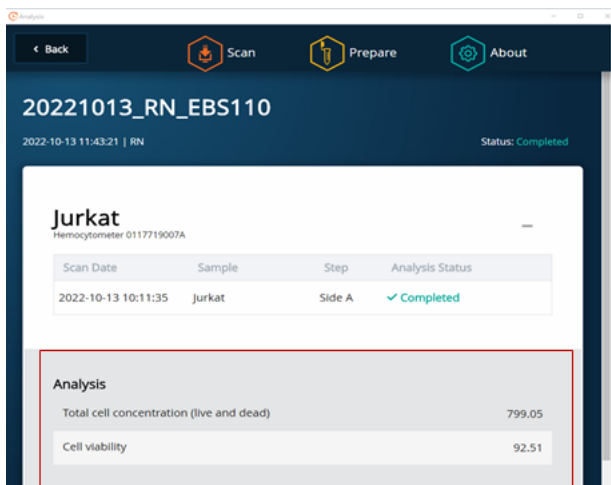 Analysis
Back
Scan
Prepare
About
20221013_RN_EBS110
2022-10-13 11:43:21 | RN Status: Completed
Jurkat
Hemocytometer 0117719007A
Scan Date Sample Step Analysis Status
2022-10-13 10:11:35 Jurkat Side A Completed
Analysis
Total cell concentration (live and dead) 799.05
Cell viability 92.51